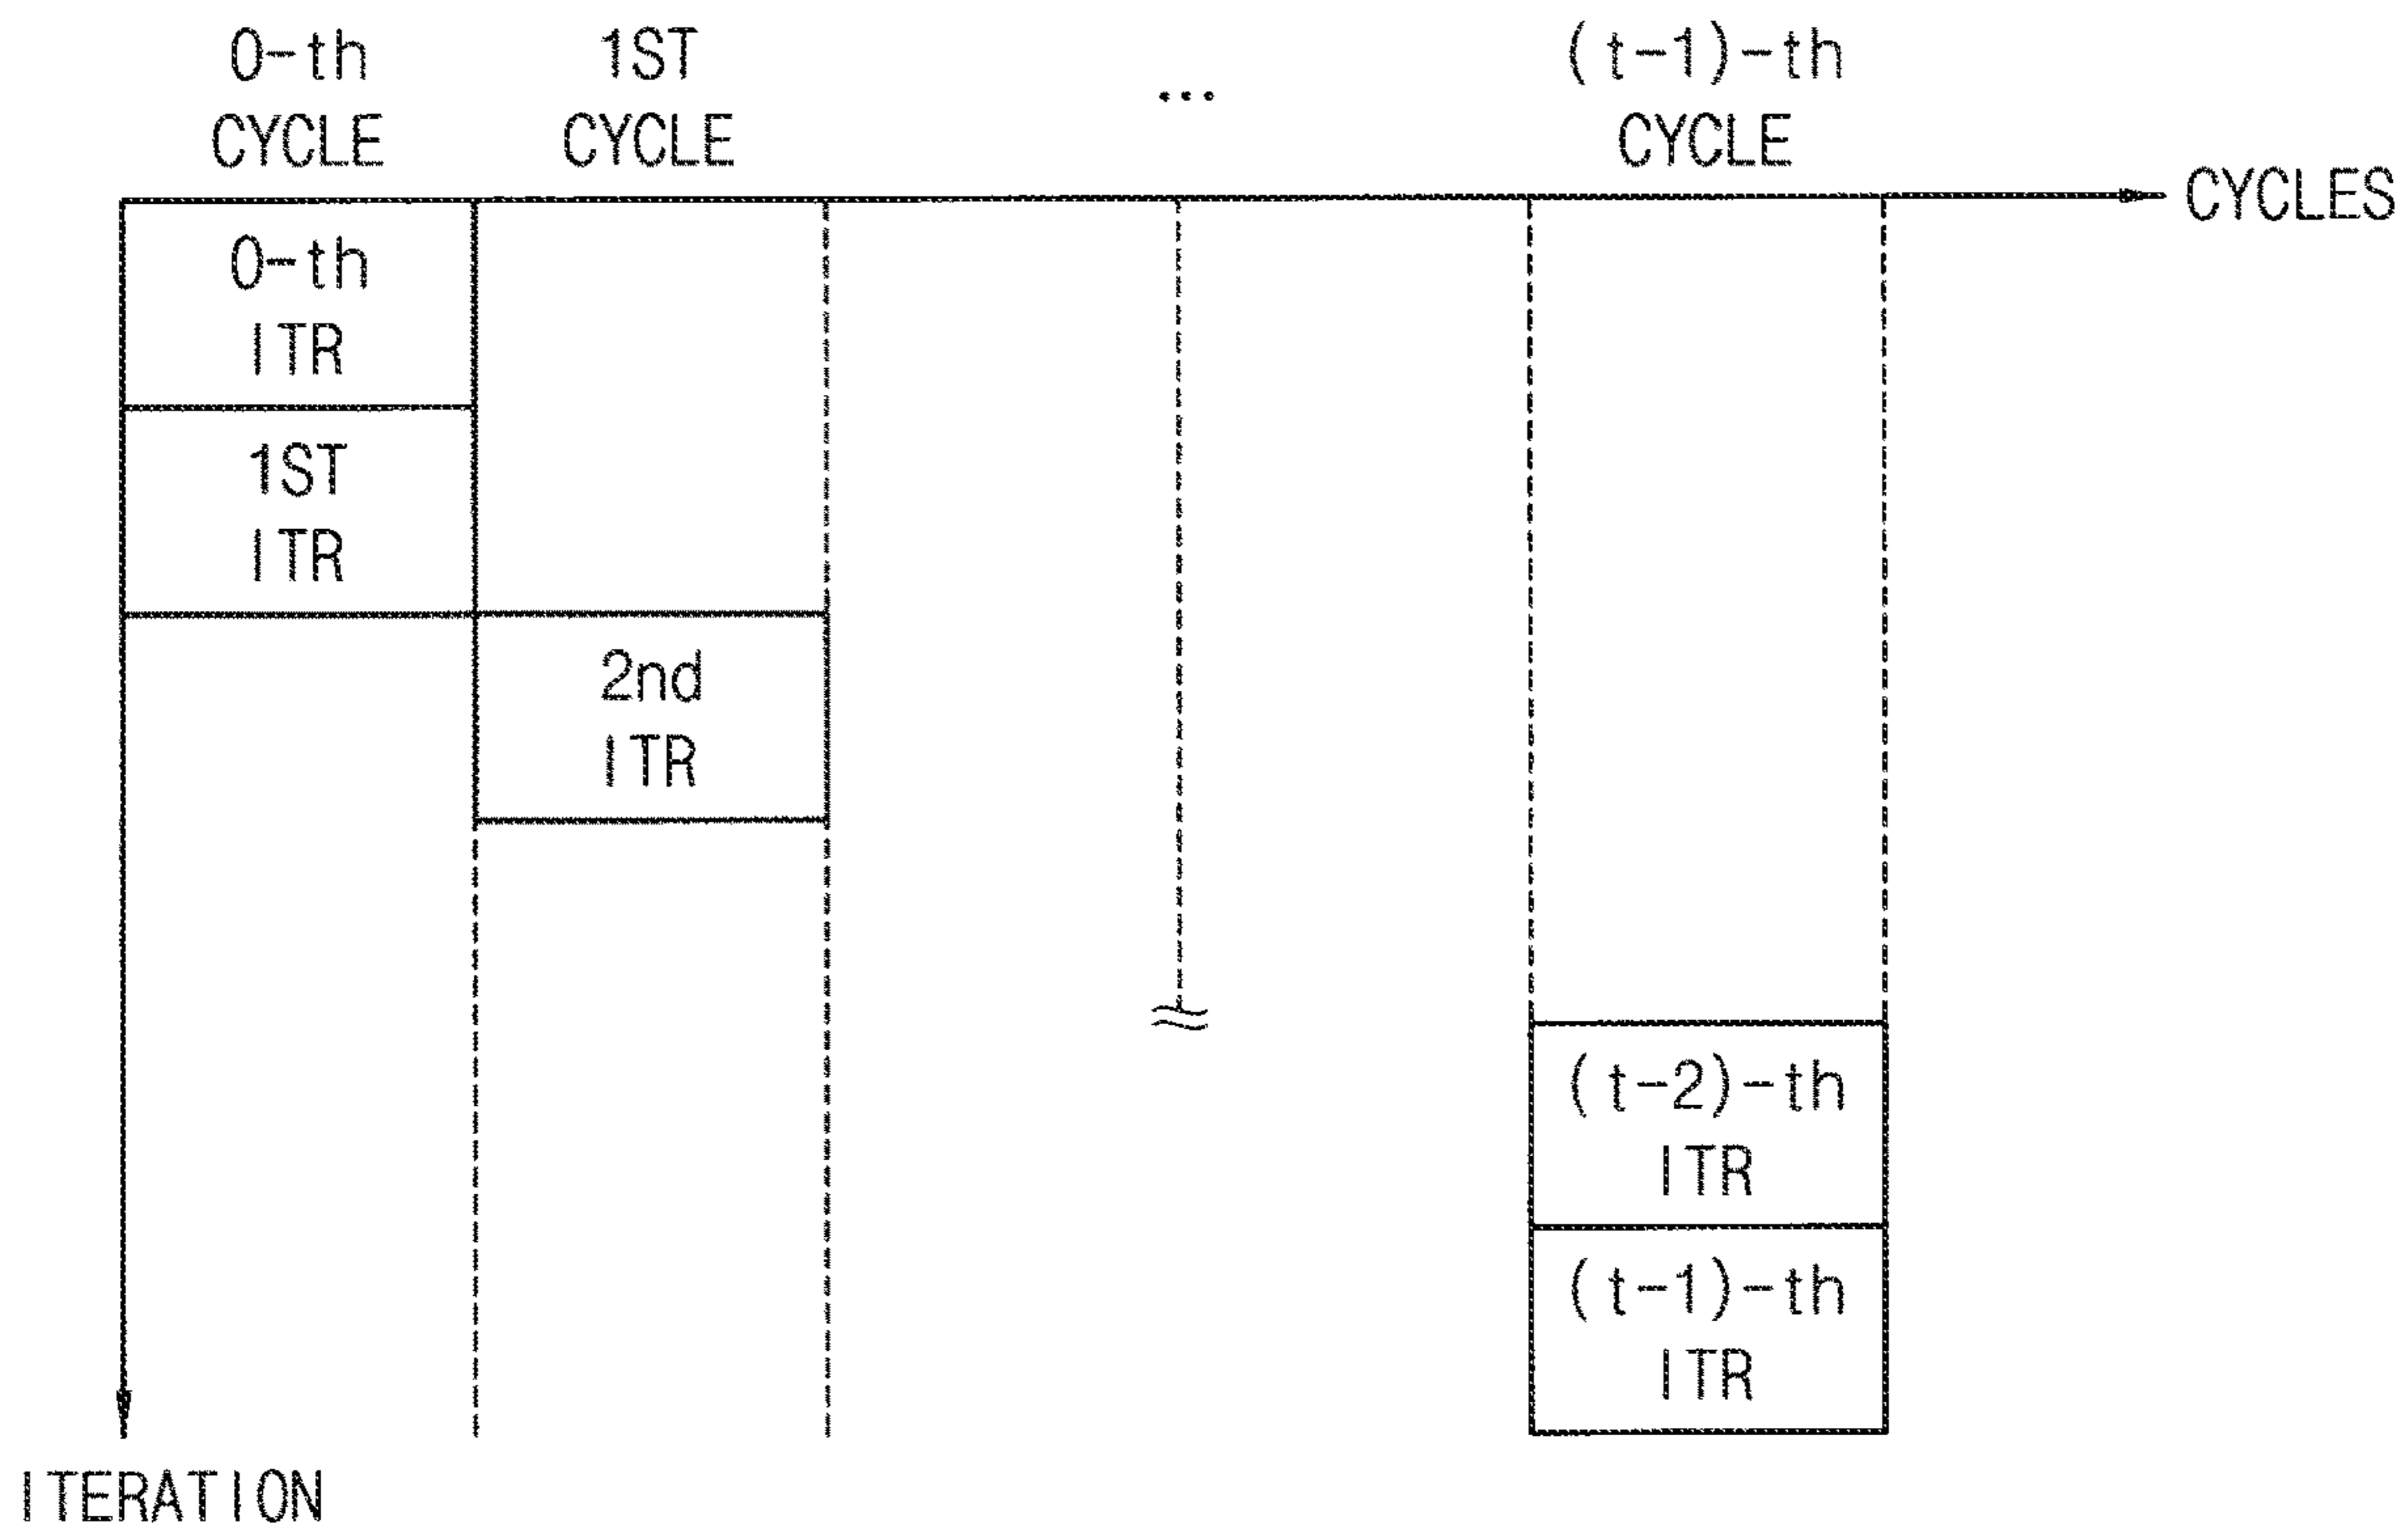 0-th
CYCLE
1ST
CYCLE
...
(t-1)-th
CYCLE
CYCLES
0-th
ITR
1ST
ITR
2nd
ITR
(t-2)-th
ITR
(t-1)-th
ITR
ITERATION